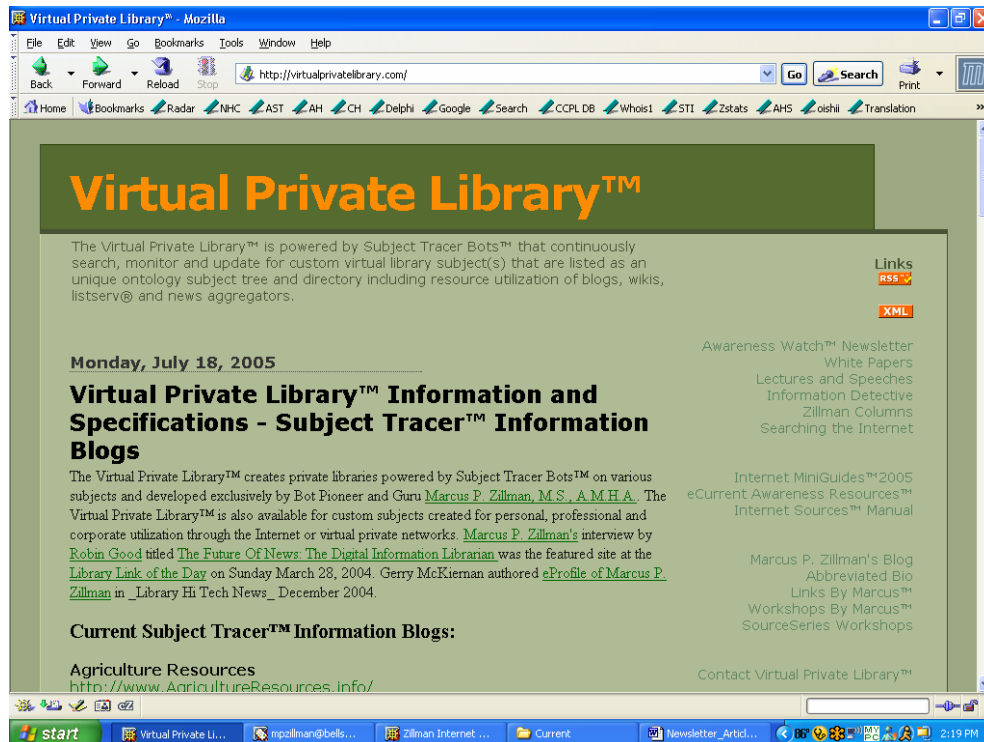 Virtual Private Library™ - Mozilla
File Edit View Go Bookmarks Tools Window Help
Back Forward Reload Stop http://virtualprivatelibrary.com/ Go Search Print
Home Bookmarks Radar NHC AST AH CH Delphi Google Search CCPL DB Whois1 STI Zstats AHS oishii Translation »
Virtual Private Library™
The Virtual Private Library™ is powered by Subject Tracer Bots™ that continuously
search, monitor and update for custom virtual library subject(s) that are listed as an
unique ontology subject tree and directory including resource utilization of blogs, wikis,
listserv® and news aggregators.
Monday, July 18, 2005
Virtual Private Library™ Information and
Specifications - Subject Tracer™ Information
Blogs
The Virtual Private Library™ creates private libraries powered by Subject Tracer Bots™ on various
subjects and developed exclusively by Bot Pioneer and Guru Marcus P. Zillman, M.S., A.M.H.A.. The
Virtual Private Library™ is also available for custom subjects created for personal, professional and
corporate utilization through the Internet or virtual private networks. Marcus P. Zillman's interview by
Robin Good titled The Future Of News: The Digital Information Librarian was the featured site at the
Library Link of the Day on Sunday March 28, 2004. Gerry McKiernan authored eProfile of Marcus P.
Zillman in _Library Hi Tech News_ December 2004.
Current Subject Tracer™ Information Blogs:
Agriculture Resources
http://www.AgricultureResources.info/
Links
RSS
XML
Awareness Watch™ Newsletter
White Papers
Lectures and Speeches
Information Detective
Zillman Columns
Searching the Internet
Internet MiniGuides™2005
eCurrent Awareness Resources™
Internet Sources™ Manual
Marcus P. Zillman's Blog
Abbreviated Bio
Links By Marcus™
Workshops By Marcus™
SourceSeries Workshops
Contact Virtual Private Library™
start Virtual Private Li... mpzillman@bells... Zillman Internet ... Current Newsletter_Articl... 86° MY PC 2:19 PM